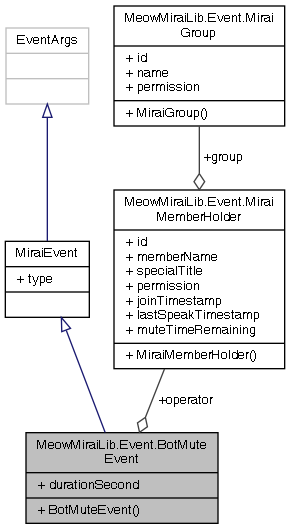 EventArgs
MeowMiraiLib.Event.Mirai
Group
+ id
+ name
+ permission
+ MiraiGroup()
+group
MeowMiraiLib.Event.Mirai
MemberHolder
+ id
+ memberName
+ specialTitle
+ permission
+ joinTimestamp
+ lastSpeakTimestamp
+ muteTimeRemaining
+ MiraiMemberHolder()
MiraiEvent
+ type
+operator
MeowMiraiLib.Event.BotMute
Event
+ durationSecond
+ BotMuteEvent()